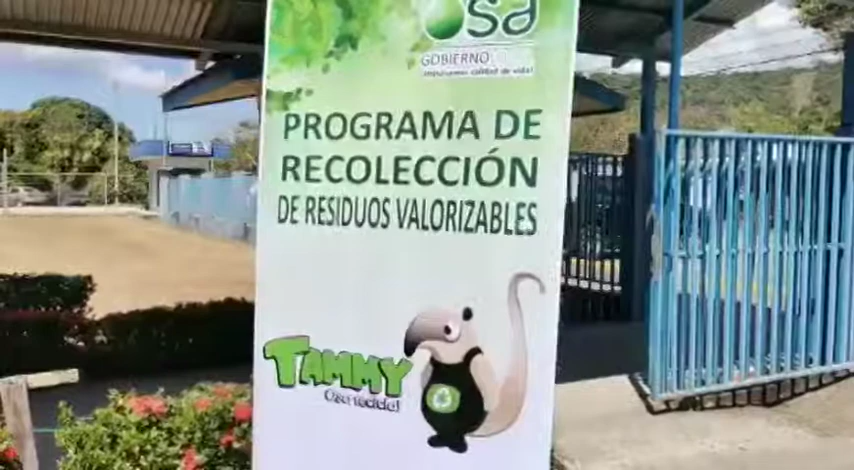 osa
GOBIERNO
PROGRAMA DE
RECOLECCIÓN
DE RESIDUOS VALORIZABLES
TAMMY